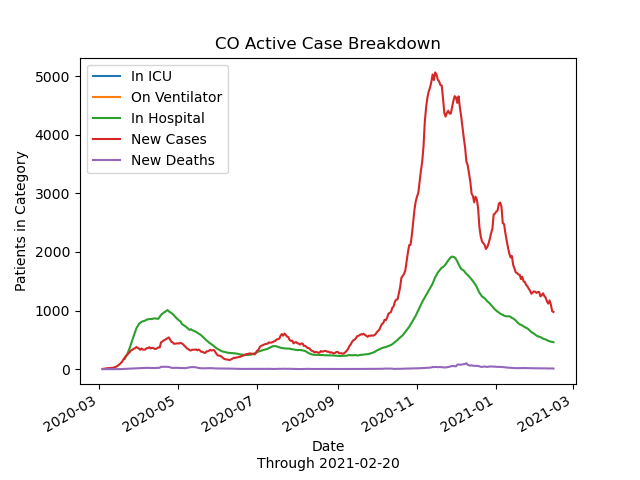 CO Active Case Breakdown
In ICU
On Ventilator
In Hospital
New Cases
New Deaths
Patients in Category
5000
4000
3000
2000
1000
0
2020-03
2020-05
2020-07
2020-09
2020-11
2021-01
2021-03
Date
Through 2021-02-20